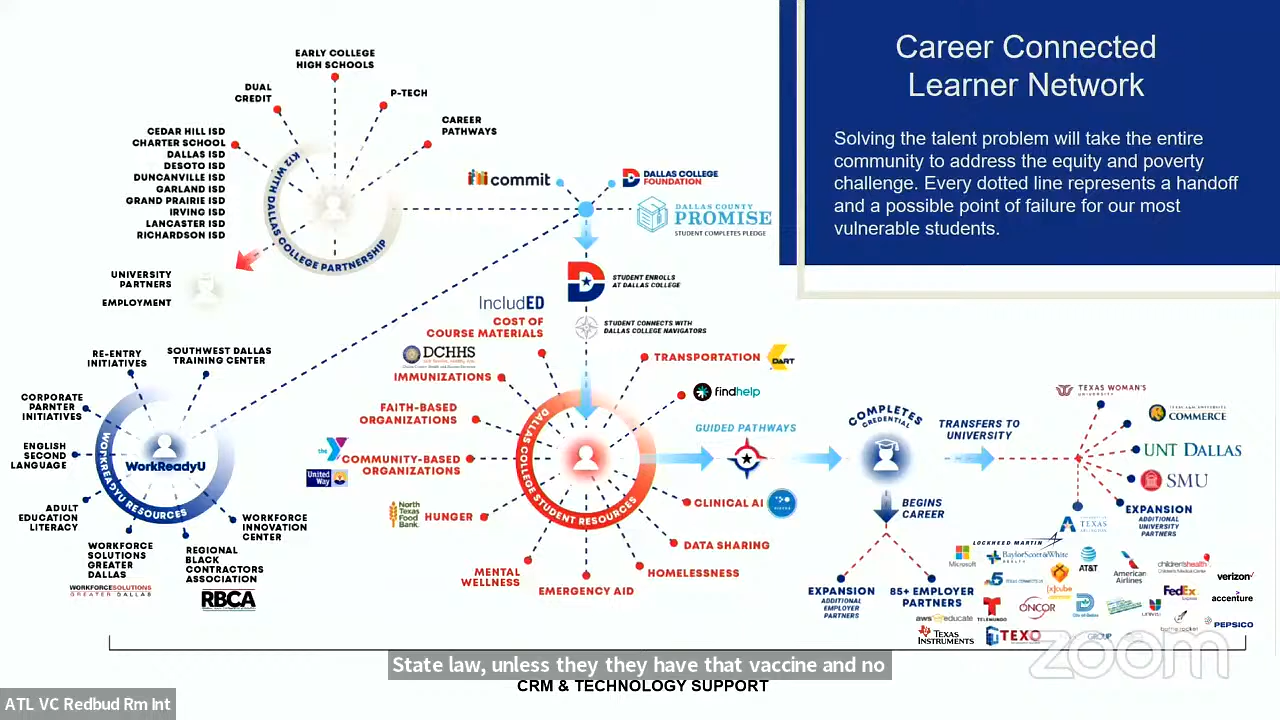 Career Connected
Learner Network
Solving the talent problem will take the entire
community to address the equity and poverty
challenge. Every dotted line represents a handoff
and a possible point of failure for our most
vulnerable students.
EARLY COLLEGE
HIGH SCHOOLS
DUAL
CREDIT
P-TECH
CAREER
PATHWAYS
CEDAR HILL ISD
CHARTER SCHOOL
DALLAS ISD
DESOTO ISD
DUNCANVILLE ISD
GARLAND ISD
GRAND PRAIRIE ISD
IRVING ISD
LANCASTER ISD
RICHARDSON ISD
K12 WITH DALLAS COLLEGE PARTNERSHIP
UNIVERSITY
PARTNERS
EMPLOYMENT
commit
DALLAS COLLEGE
FOUNDATION
DALLAS COUNTY
PROMISE
STUDENT COMPLETES PLEDGE
STUDENT ENROLLS
AT DALLAS COLLEGE
STUDENT CONNECTS WITH
DALLAS COLLEGE NAVIGATORS
RE-ENTRY
INITIATIVES
SOUTHWEST DALLAS
TRAINING CENTER
CORPORATE
PARNTER
INITIATIVES
ENGLISH
SECOND
LANGUAGE
ADULT
EDUCATION
LITERACY
WORKFORCE
SOLUTIONS
GREATER
DALLAS
WORKFORCESOLUTIONS
GREATER DALLAS
REGIONAL
BLACK
CONTRACTORS
ASSOCIATION
RBCA
WORKFORCE
INNOVATION
CENTER
WorkReadyU
WORKREADYU RESOURCES
IncludED
COST OF
COURSE MATERIALS
DCHHS
IMMUNIZATIONS
FAITH-BASED
ORGANIZATIONS
the Y
COMMUNITY-BASED
ORGANIZATIONS
United
Way
North
Texas
Food
Bank
HUNGER
MENTAL
WELLNESS
EMERGENCY AID
HOMELESSNESS
DATA SHARING
CLINICAL AI
TRANSPORTATION
DART
findhelp
DALLAS COLLEGE STUDENT RESOURCES
GUIDED PATHWAYS
COMPLETES
CREDENTIAL
TRANSFERS TO
UNIVERSITY
BEGINS
CAREER
TEXAS WOMAN'S
UNIVERSITY
COMMERCE
UNT DALLAS
SMU
EXPANSION
ADDITIONAL
UNIVERSITY
PARTNERS
TEXAS
EXPANSION
ADDITIONAL
EMPLOYER
PARTNERS
85+ EMPLOYER
PARTNERS
LOCKHEED MARTIN
Microsoft
BaylorScott&White
HEALTH
AT&T
American
Airlines
childrenshealth
verizon
FedEx
accenture
TELEMUNDO
ONCOR
PEPSICO
aws educate
TEXAS
INSTRUMENTS
TEXO
GROUP
zoom
State law, unless they they have that vaccine and no
CRM & TECHNOLOGY SUPPORT
ATL VC Redbud Rm Int